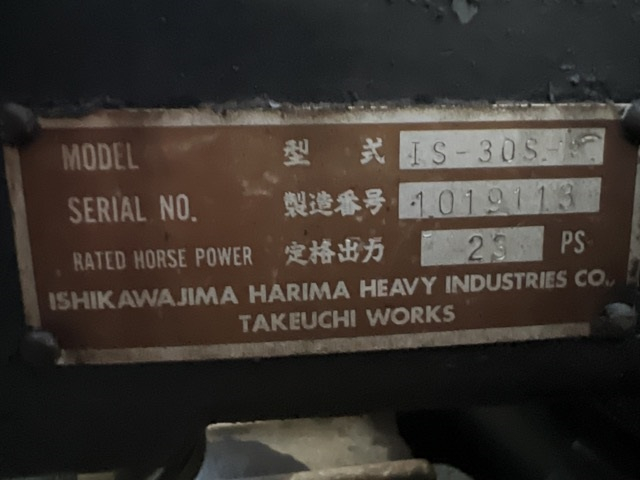 MODEL 型式 IS-30S-
SERIAL NO. 製造番号 1019113
RATED HORSE POWER 定格出力 23 PS
ISHIKAWAJIMA HARIMA HEAVY INDUSTRIES CO.,
TAKEUCHI WORKS